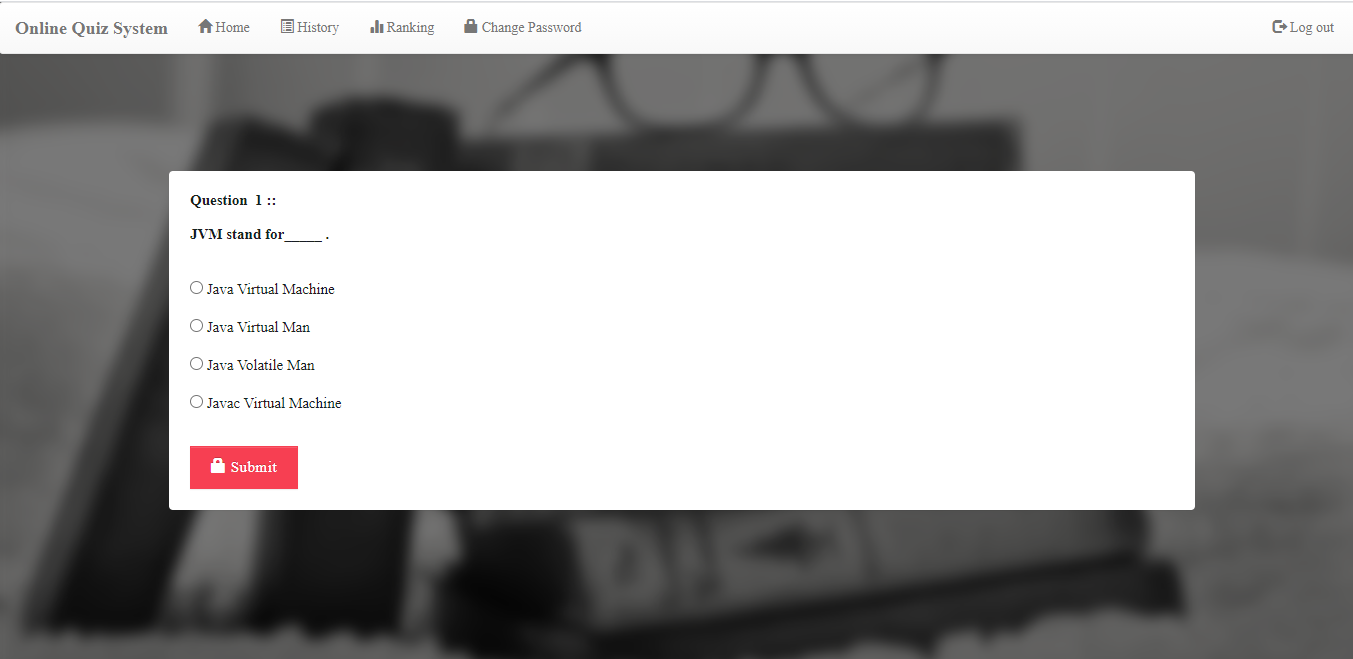 Online Quiz System Home History Ranking Change Password Log out
Question 1 ::
JVM stand for_____ .
Java Virtual Machine
Java Virtual Man
Java Volatile Man
Javac Virtual Machine
Submit